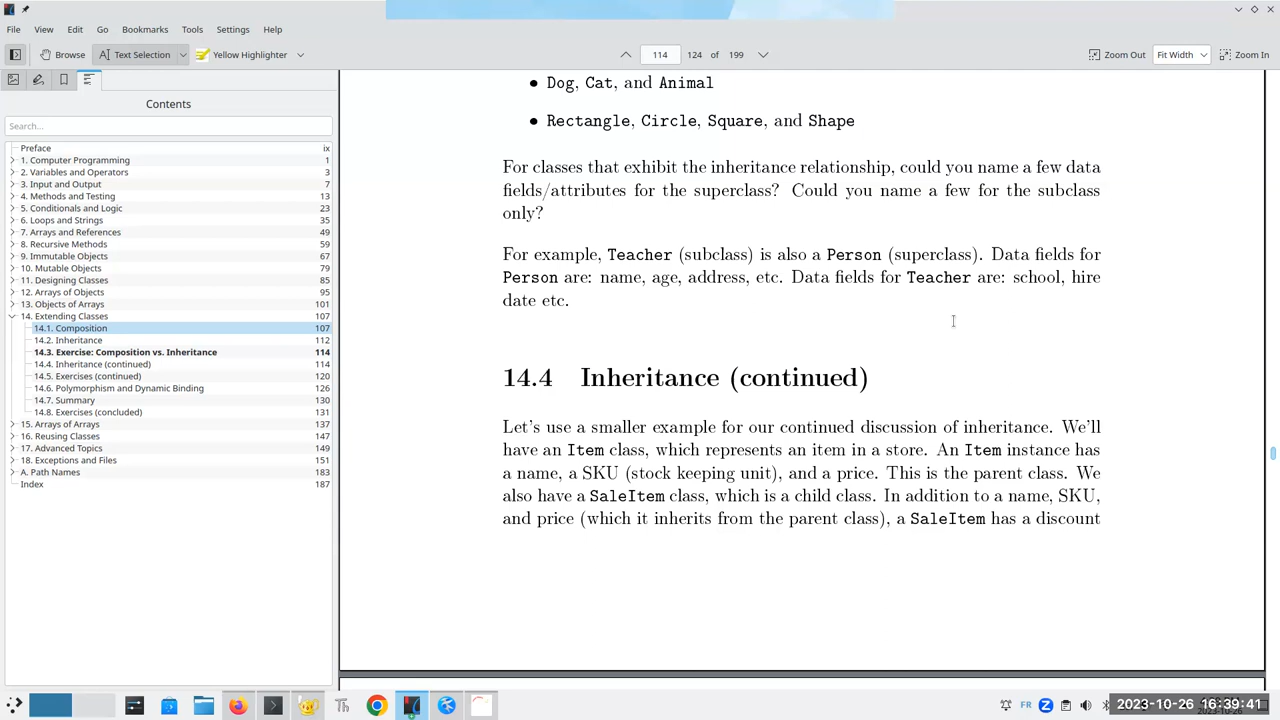 File View Edit Go Bookmarks Tools Settings Help
Browse Text Selection Yellow Highlighter 114 124 of 199 Zoom Out Fit Width Zoom In
Contents
Search...
Preface ix
1. Computer Programming 1
2. Variables and Operators 3
3. Input and Output 7
4. Methods and Testing 13
5. Conditionals and Logic 23
6. Loops and Strings 35
7. Arrays and References 49
8. Recursive Methods 59
9. Immutable Objects 67
10. Mutable Objects 79
11. Designing Classes 85
12. Arrays of Objects 95
13. Objects of Arrays 101
14. Extending Classes 107
14.1. Composition 107
14.2. Inheritance 112
14.3. Exercise: Composition vs. Inheritance 114
14.4. Inheritance (continued) 114
14.5. Exercises (continued) 120
14.6. Polymorphism and Dynamic Binding 126
14.7. Summary 130
14.8. Exercises (concluded) 131
15. Arrays of Arrays 137
16. Reusing Classes 147
17. Advanced Topics 149
18. Exceptions and Files 151
A. Path Names 183
Index 187
• Dog, Cat, and Animal
• Rectangle, Circle, Square, and Shape
For classes that exhibit the inheritance relationship, could you name a few data
fields/attributes for the superclass? Could you name a few for the subclass
only?
For example, Teacher (subclass) is also a Person (superclass). Data fields for
Person are: name, age, address, etc. Data fields for Teacher are: school, hire
date etc.
14.4 Inheritance (continued)
Let's use a smaller example for our continued discussion of inheritance. We'll
have an Item class, which represents an item in a store. An Item instance has
a name, a SKU (stock keeping unit), and a price. This is the parent class. We
also have a SaleItem class, which is a child class. In addition to a name, SKU,
and price (which it inherits from the parent class), a SaleItem has a discount
Th FR Z 2023-10-26 16:39:41